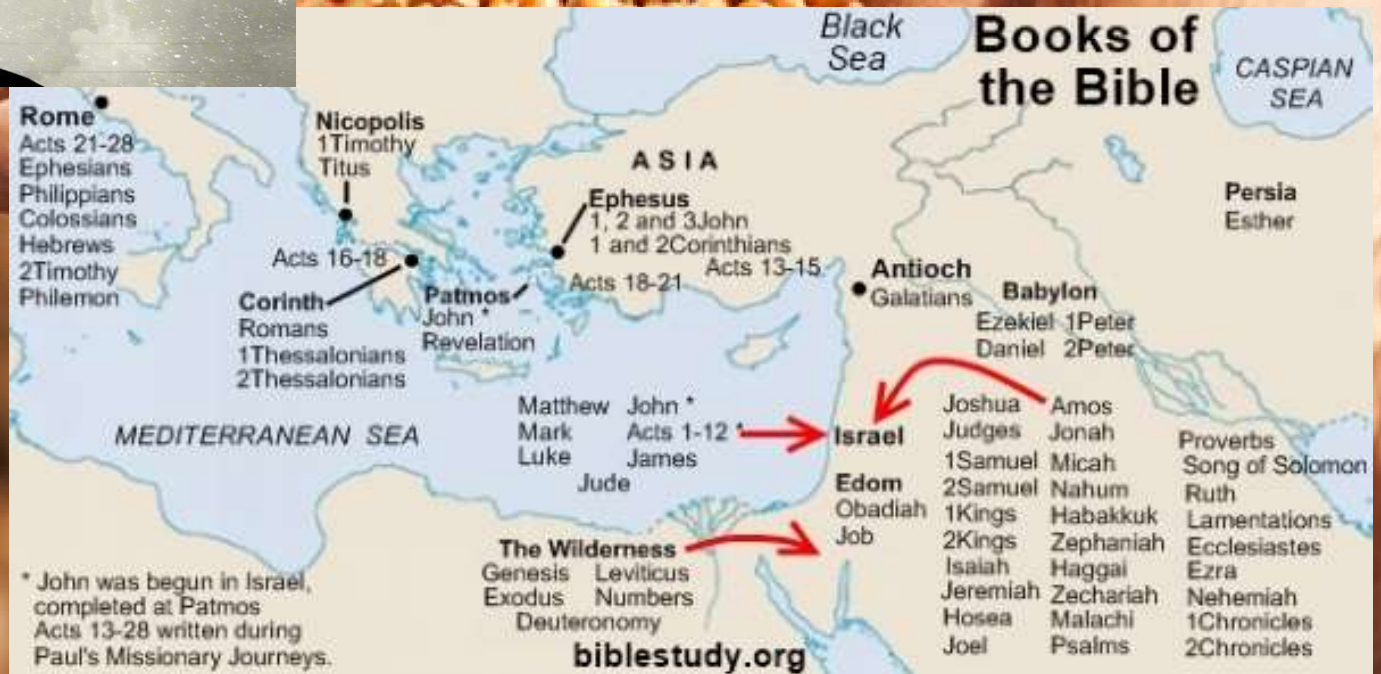 Books of
the Bible
Black
Sea
CASPIAN
SEA
Rome
Acts 21-28
Ephesians
Philippians
Colossians
Hebrews
2Timothy
Philemon
Nicopolis
1Timothy
Titus
ASIA
Ephesus
1, 2 and 3John
1 and 2Corinthians
Acts 13-15
Acts 18-21
Persia
Esther
Acts 16-18
Corinth
Romans
1Thessalonians
2Thessalonians
Patmos
John *
Revelation
Antioch
Galatians
Babylon
Ezekiel 1Peter
Daniel 2Peter
MEDITERRANEAN SEA
Matthew John *
Mark Acts 1-12 *
Luke James
Jude
Israel
Edom
Obadiah
Job
Joshua
Judges
1Samuel
2Samuel
1Kings
2Kings
Isaiah
Jeremiah
Hosea
Joel
Amos
Jonah
Micah
Nahum
Habakkuk
Zephaniah
Haggai
Zechariah
Malachi
Psalms
Proverbs
Song of Solomon
Ruth
Lamentations
Ecclesiastes
Ezra
Nehemiah
1Chronicles
2Chronicles
The Wilderness
Genesis Leviticus
Exodus Numbers
Deuteronomy
* John was begun in Israel,
completed at Patmos
Acts 13-28 written during
Paul's Missionary Journeys.
biblestudy.org